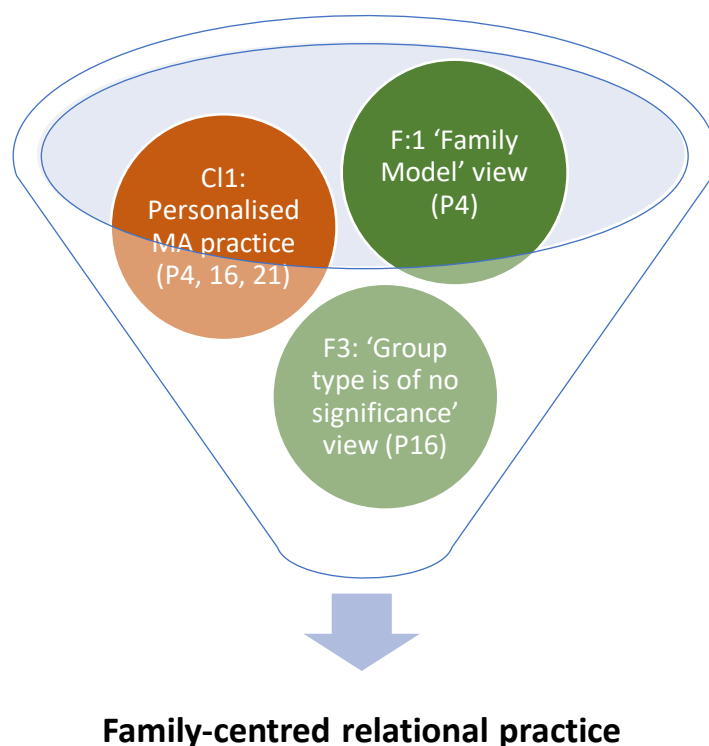 F:1 ‘Family
Model’ view
(P4)
Cl1:
Personalised
MA practice
(P4, 16, 21)
F3: ‘Group
type is of no
significance’
view (P16)
Family-centred relational practice